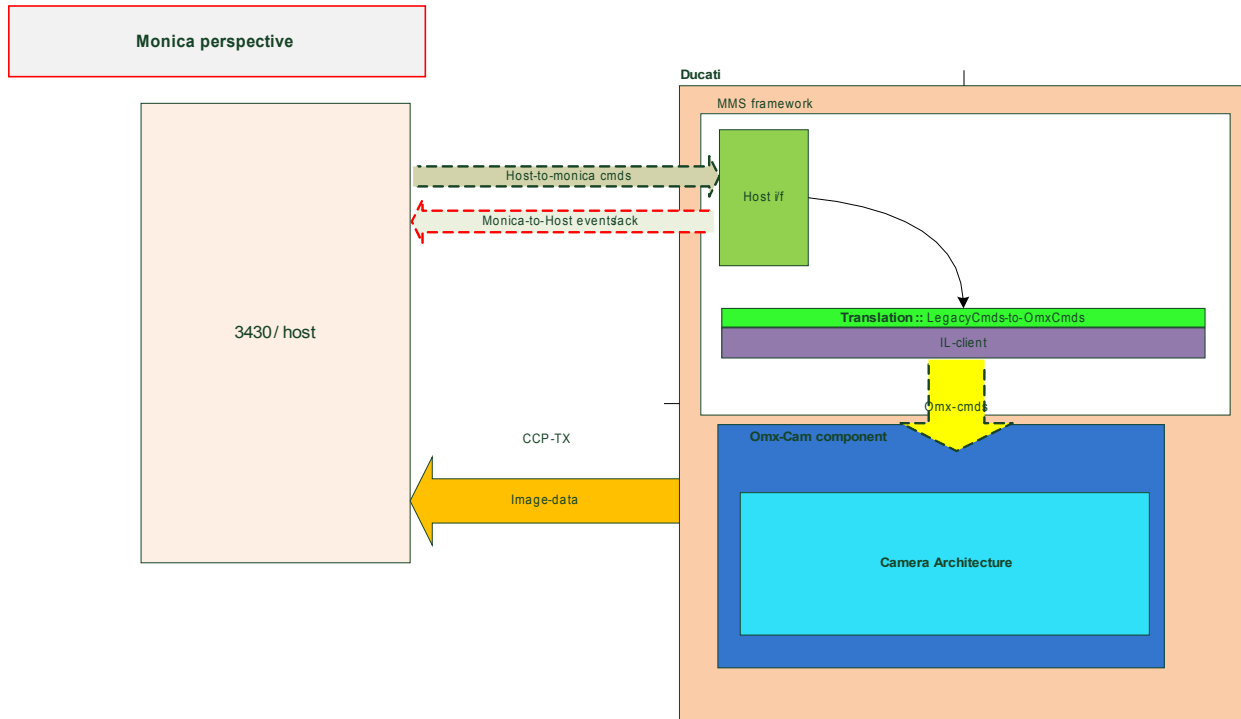 Monica perspective
Ducati
MMS framework
Host-to-monica cmds
Host i/f
Monica-to-Host events/ack
3430 / host
Translation :: LegacyCmds-to-OmxCmds
IL-client
Omx-cmds
Omx-Cam component
CCP-TX
Image-data
Camera Architecture